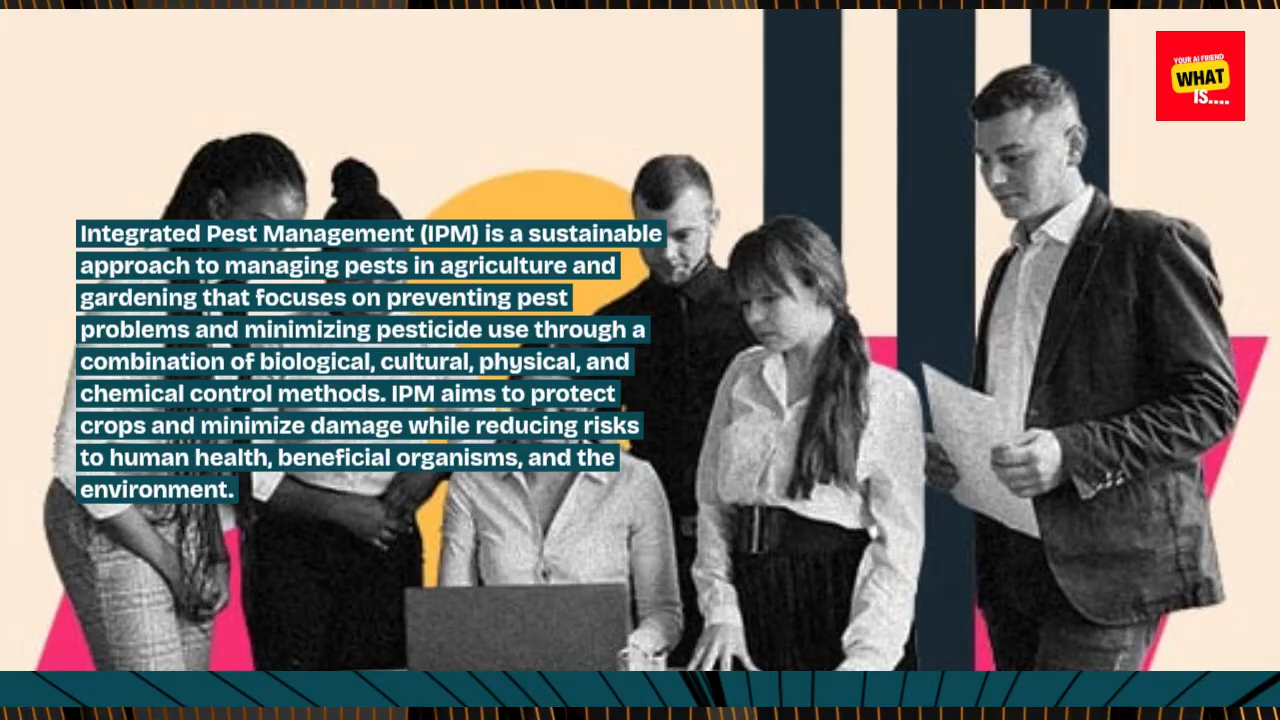 YOUR AI FRIEND
WHAT
IS....
Integrated Pest Management (IPM) is a sustainable
approach to managing pests in agriculture and
gardening that focuses on preventing pest
problems and minimizing pesticide use through a
combination of biological, cultural, physical, and
chemical control methods. IPM aims to protect
crops and minimize damage while reducing risks
to human health, beneficial organisms, and the
environment.